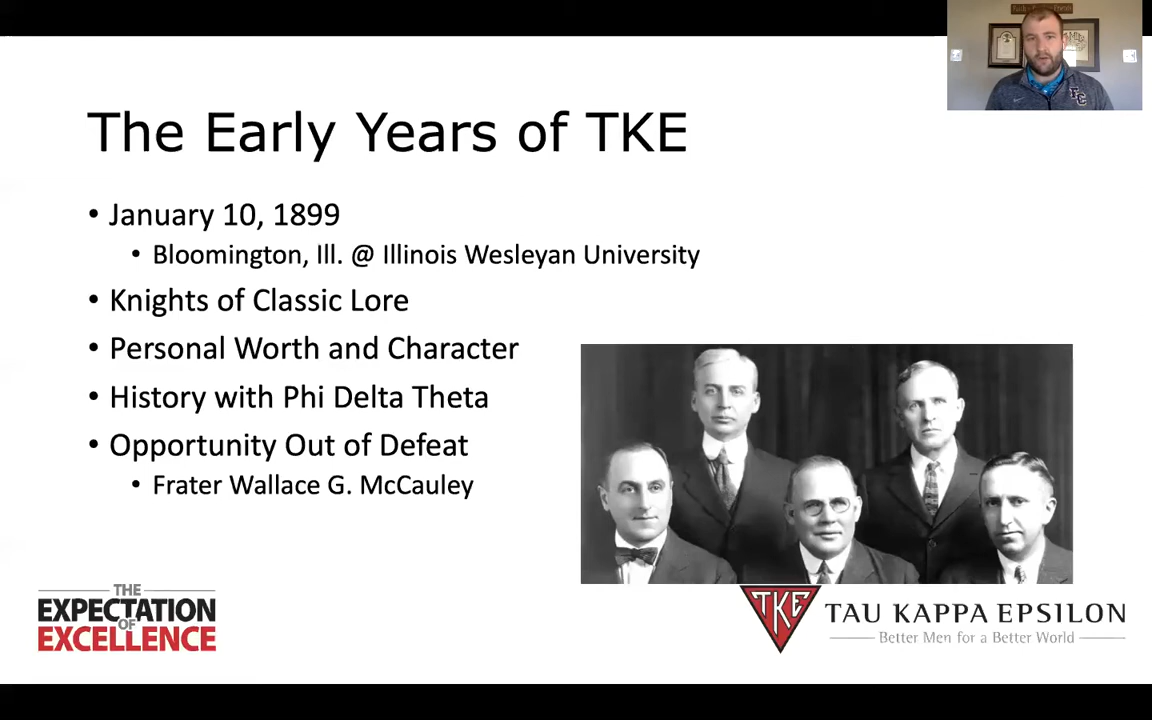 The Early Years of TKE
• January 10, 1899
• Bloomington, Ill. @ Illinois Wesleyan University
• Knights of Classic Lore
• Personal Worth and Character
• History with Phi Delta Theta
• Opportunity Out of Defeat
• Frater Wallace G. McCauley
THE
EXPECTATION
OF
EXCELLENCE
TKE
TAU KAPPA EPSILON
Better Men for a Better World